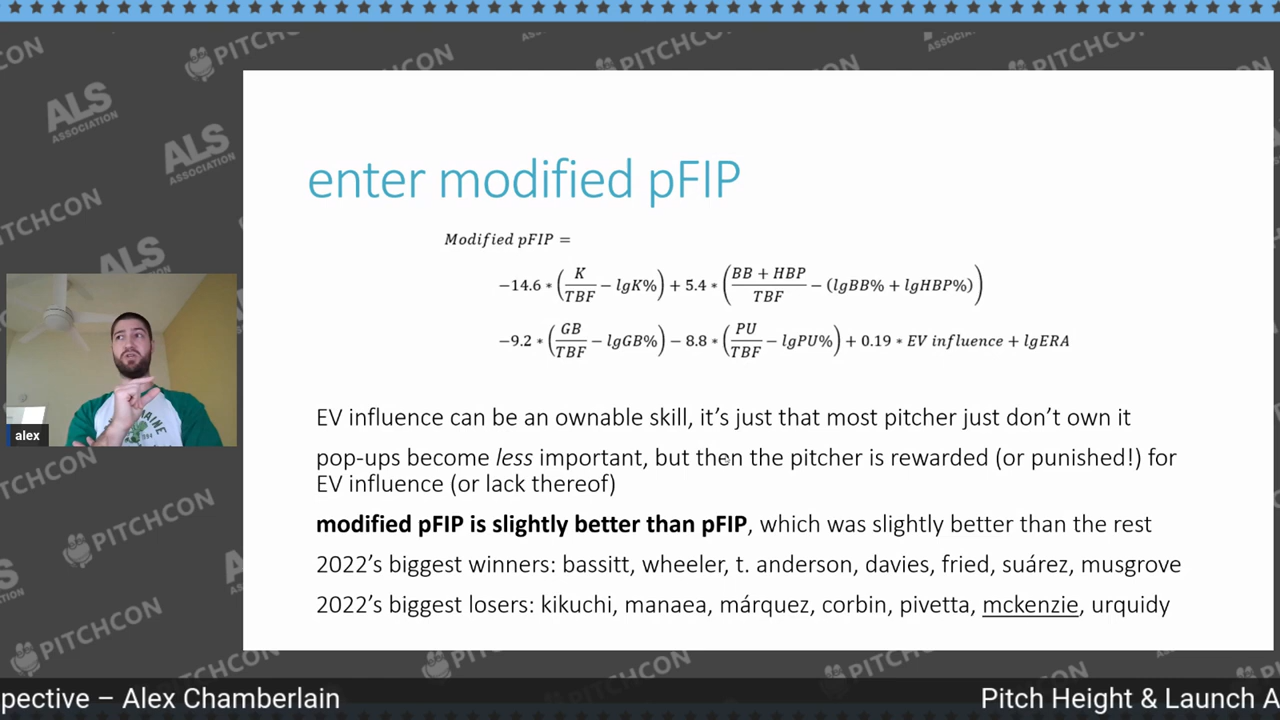 enter modified pFIP
Modified pFIP =
−14.6 * (K/TBF − lgK%) + 5.4 * (BB + HBP/TBF − (lgBB% + lgHBP%))
−9.2 * (GB/TBF − lgGB%) − 8.8 * (PU/TBF − lgPU%) + 0.19 * EV influence + lgERA
EV influence can be an ownable skill, it's just that most pitcher just don't own it
pop-ups become less important, but then the pitcher is rewarded (or punished!) for
EV influence (or lack thereof)
modified pFIP is slightly better than pFIP, which was slightly better than the rest
2022's biggest winners: bassitt, wheeler, t. anderson, davies, fried, suárez, musgrove
2022's biggest losers: kikuchi, manaea, márquez, corbin, pivetta, mckenzie, urquidy
alex
PITCHCON
ALS
ASSOCIATION
ALS
ASSOCIATION
ALS
PITCHCON
PITCHCON
pective – Alex Chamberlain
Pitch Height & Launch A